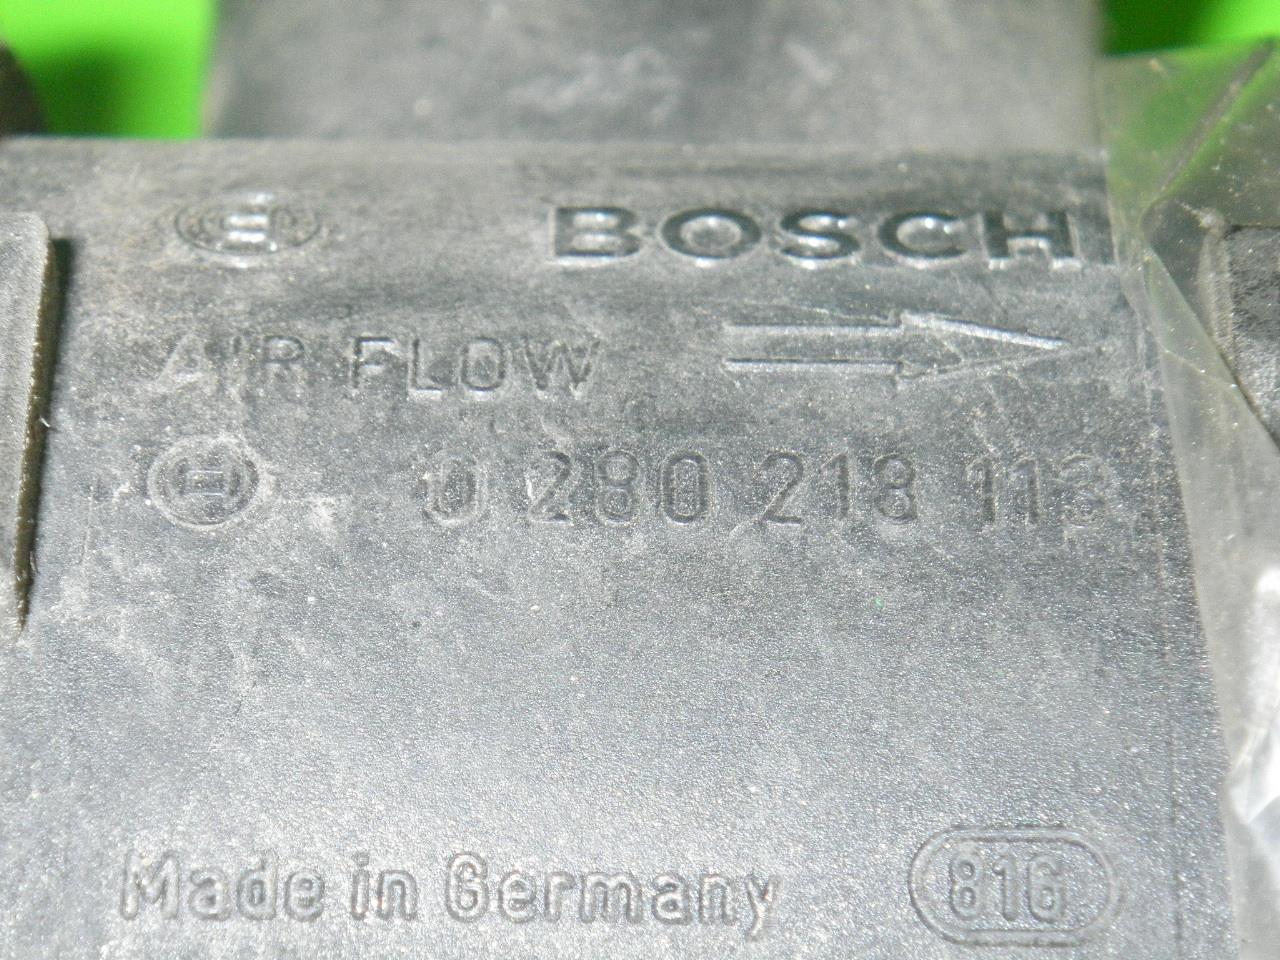 BOSCH
AIR FLOW
0 280 218 113
Made in Germany
816